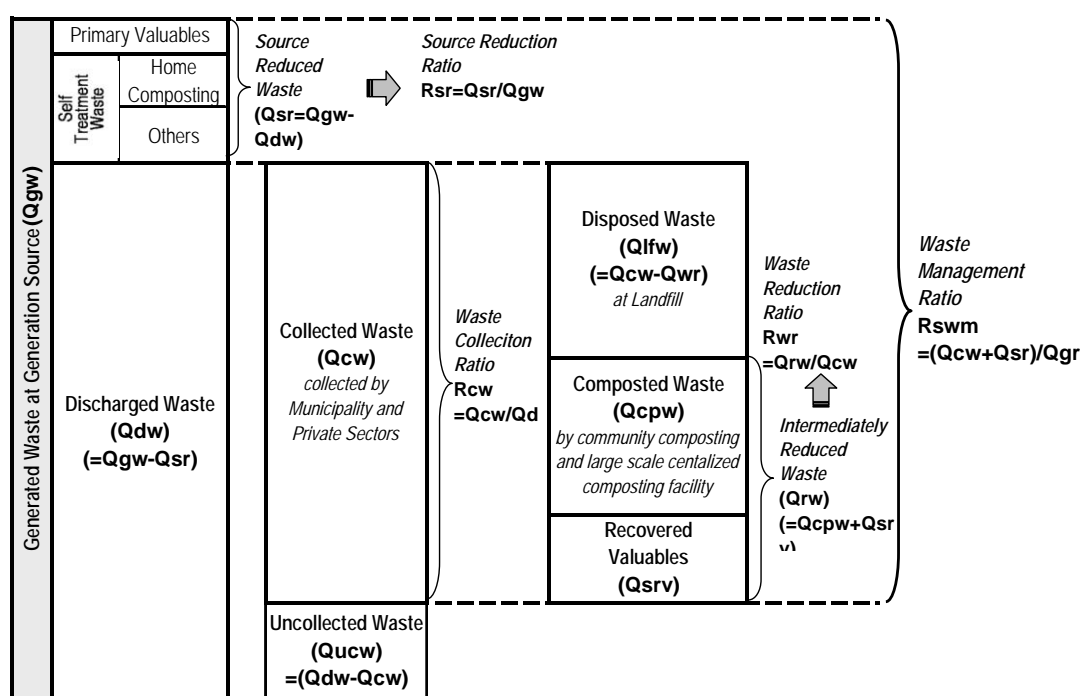 Generated Waste at Generation Source (Qgw)
Primary Valuables
Self
Treatment
Waste
Home
Composting
Others
Source
Reduced
Waste
(Qsr=Qgw-
Qdw)
Source Reduction
Ratio
Rsr=Qsr/Qgw
Discharged Waste
(Qdw)
(=Qgw-Qsr)
Collected Waste
(Qcw)
collected by
Municipality and
Private Sectors
Waste
Colleciton
Ratio
Rcw
=Qcw/Qd
Uncollected Waste
(Qucw)
=(Qdw-Qcw)
Disposed Waste
(Qlfw)
(=Qcw-Qwr)
at Landfill
Composted Waste
(Qcpw)
by community composting
and large scale centalized
composting facility
Recovered
Valuables
(Qsrv)
Waste
Reduction
Ratio
Rwr
=Qrw/Qcw
Intermediately
Reduced
Waste
(Qrw)
(=Qcpw+Qsr
v)
Waste
Management
Ratio
Rswm
=(Qcw+Qsr)/Qgr